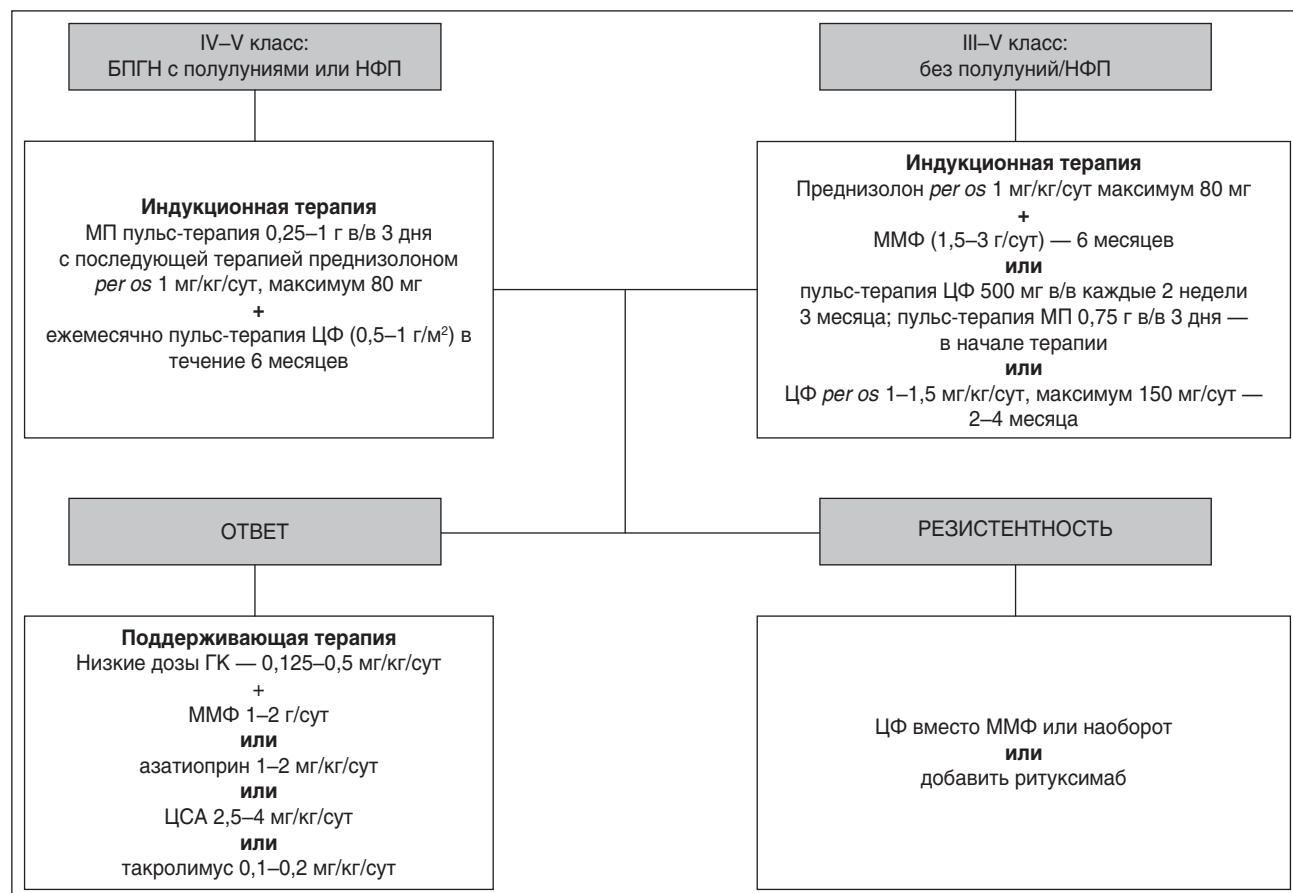 IV–V класс:
БПГН с полулуниями или НФП
III–V класс:
без полулуний/НФП
Индукционная терапия
МП пульс-терапия 0,25–1 г в/в 3 дня
с последующей терапией преднизолоном
per os 1 мг/кг/сут, максимум 80 мг
+
ежемесячно пульс-терапия ЦФ (0,5–1 г/м²) в
течение 6 месяцев
Индукционная терапия
Преднизолон per os 1 мг/кг/сут максимум 80 мг
+
ММФ (1,5–3 г/сут) — 6 месяцев
или
пульс-терапия ЦФ 500 мг в/в каждые 2 недели
3 месяца; пульс-терапия МП 0,75 г в/в 3 дня —
в начале терапии
или
ЦФ per os 1–1,5 мг/кг/сут, максимум 150 мг/сут —
2–4 месяца
ОТВЕТ
РЕЗИСТЕНТНОСТЬ
Поддерживающая терапия
Низкие дозы ГК — 0,125–0,5 мг/кг/сут
+
ММФ 1–2 г/сут
или
азатиоприн 1–2 мг/кг/сут
или
ЦСА 2,5–4 мг/кг/сут
или
такролимус 0,1–0,2 мг/кг/сут
ЦФ вместо ММФ или наоборот
или
добавить ритуксимаб